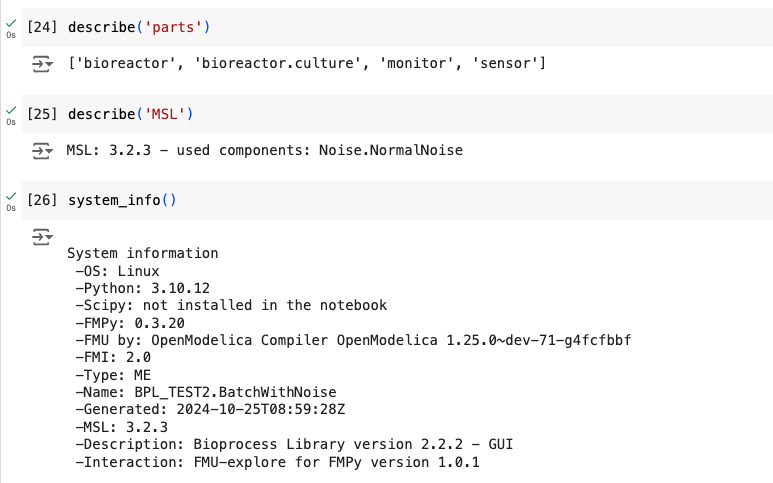 [24] describe('parts')
0s
['bioreactor', 'bioreactor.culture', 'monitor', 'sensor']
[25] describe('MSL')
0s
MSL: 3.2.3 – used components: Noise.NormalNoise
[26] system_info()
0s
System information
–OS: Linux
–Python: 3.10.12
–Scipy: not installed in the notebook
–FMPy: 0.3.20
–FMU by: OpenModelica Compiler OpenModelica 1.25.0~dev-71-g4fcfbbf
–FMI: 2.0
–Type: ME
–Name: BPL_TEST2.BatchWithNoise
–Generated: 2024-10-25T08:59:28Z
–MSL: 3.2.3
–Description: Bioprocess Library version 2.2.2 - GUI
–Interaction: FMU-explore for FMPy version 1.0.1